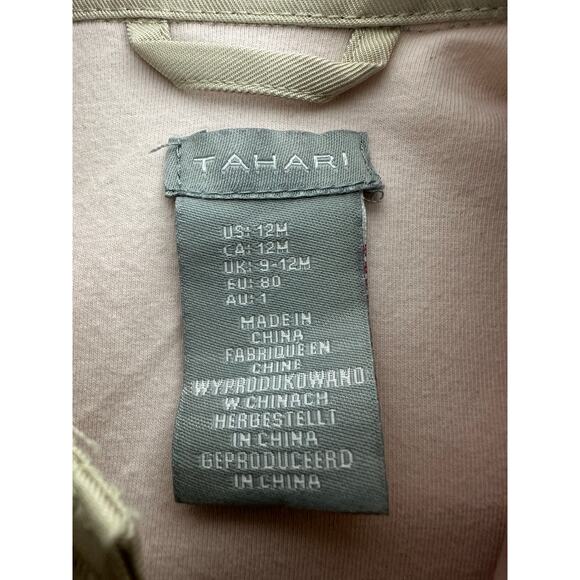 TAHARI
US: 12M
CA: 12M
UK: 9-12M
EU: 80
AU: 1
MADE IN
CHINA
FABRIQUE EN
CHINE
WYPRODUKOWANO
W CHINACH
HERGESTELLT
IN CHINA
GEPRODUCEERD
IN CHINA